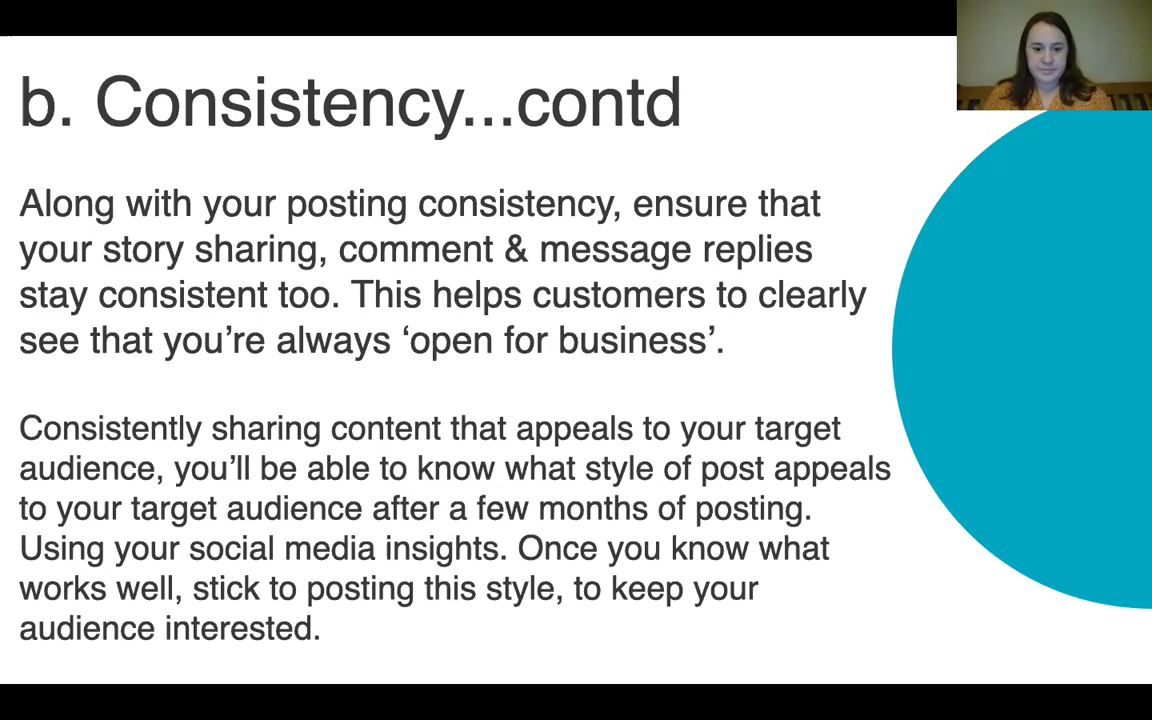 b. Consistency...contd
Along with your posting consistency, ensure that
your story sharing, comment & message replies
stay consistent too. This helps customers to clearly
see that you’re always ‘open for business’.
Consistently sharing content that appeals to your target
audience, you’ll be able to know what style of post appeals
to your target audience after a few months of posting.
Using your social media insights. Once you know what
works well, stick to posting this style, to keep your
audience interested.